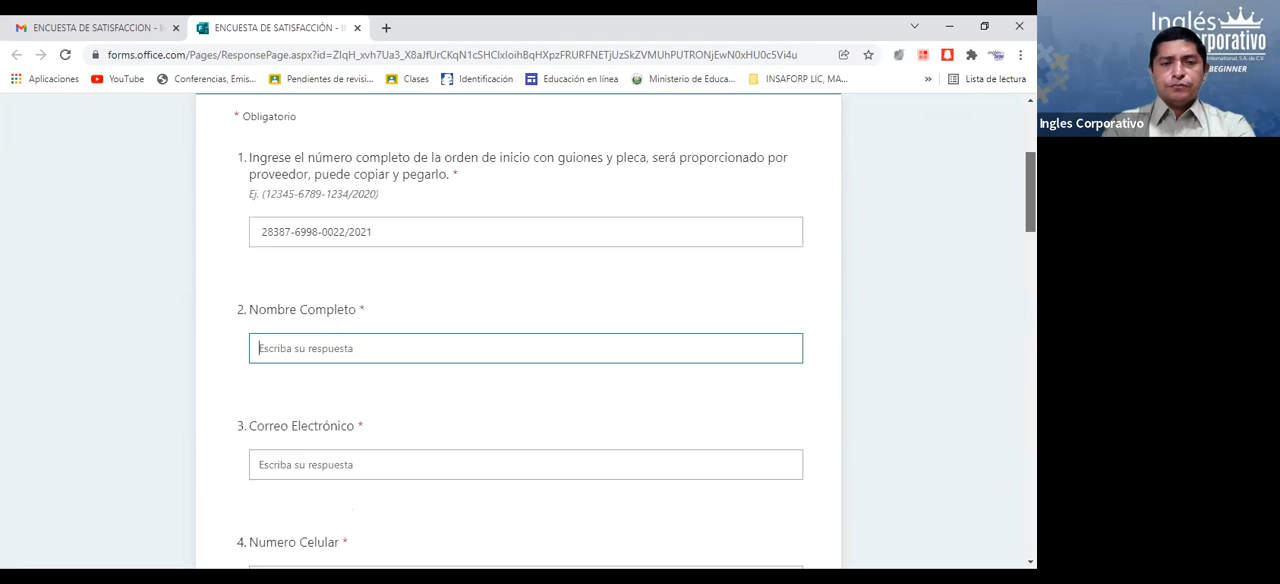 ENCUESTA DE SATISFACCION -
ENCUESTA DE SATISFACCIÓN - I
forms.office.com/Pages/ResponsePage.aspx?id=ZIqH_xvh7Ua3_X8aJfUrCKqN1cSHCIxIoihBqHXpzFRURFNETjUzSkZVMUhPUTRONjEwN0xHU0c5Vi4u
Aplicaciones
YouTube
Conferencias, Emis...
Pendientes de revisi...
Clases
Identificación
Educación en línea
Ministerio de Educa...
INSAFORP LIC, MA...
»
Lista de lectura
* Obligatorio
1. Ingrese el número completo de la orden de inicio con guiones y pleca, será proporcionado por
proveedor, puede copiar y pegarlo. *
Ej. (12345-6789-1234/2020)
28387-6998-0022/2021
2. Nombre Completo *
Escriba su respuesta
3. Correo Electrónico *
Escriba su respuesta
4. Numero Celular *
Inglés
rporativo
International, S.A. de C.V.
BEGINNER
Ingles Corporativo